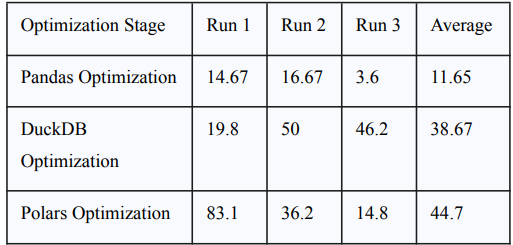 Optimization Stage Run 1 Run 2 Run 3 Average
Pandas Optimization 14.67 16.67 3.6 11.65
DuckDB 19.8 50 46.2 38.67
Optimization
Polars Optimization 83.1 36.2 14.8 44.7